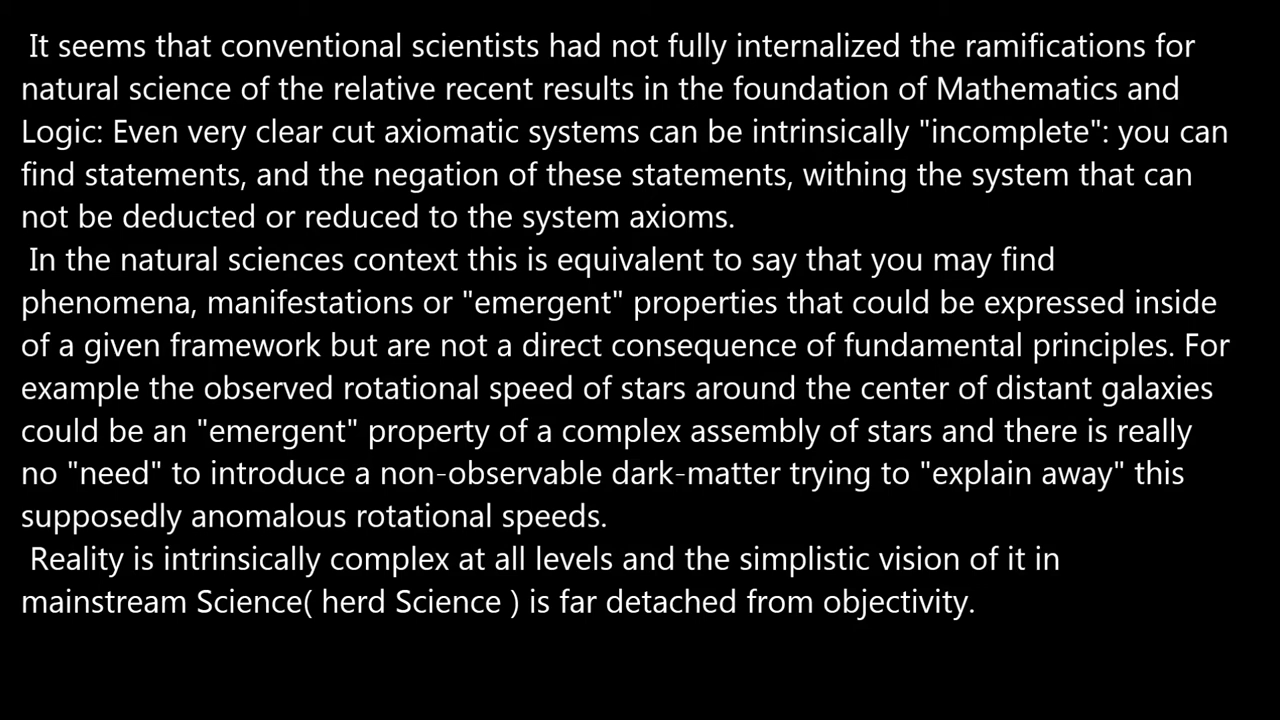 It seems that conventional scientists had not fully internalized the ramifications for
natural science of the relative recent results in the foundation of Mathematics and
Logic: Even very clear cut axiomatic systems can be intrinsically "incomplete": you can
find statements, and the negation of these statements, withing the system that can
not be deducted or reduced to the system axioms.
In the natural sciences context this is equivalent to say that you may find
phenomena, manifestations or "emergent" properties that could be expressed inside
of a given framework but are not a direct consequence of fundamental principles. For
example the observed rotational speed of stars around the center of distant galaxies
could be an "emergent" property of a complex assembly of stars and there is really
no "need" to introduce a non-observable dark-matter trying to "explain away" this
supposedly anomalous rotational speeds.
Reality is intrinsically complex at all levels and the simplistic vision of it in
mainstream Science( herd Science ) is far detached from objectivity.